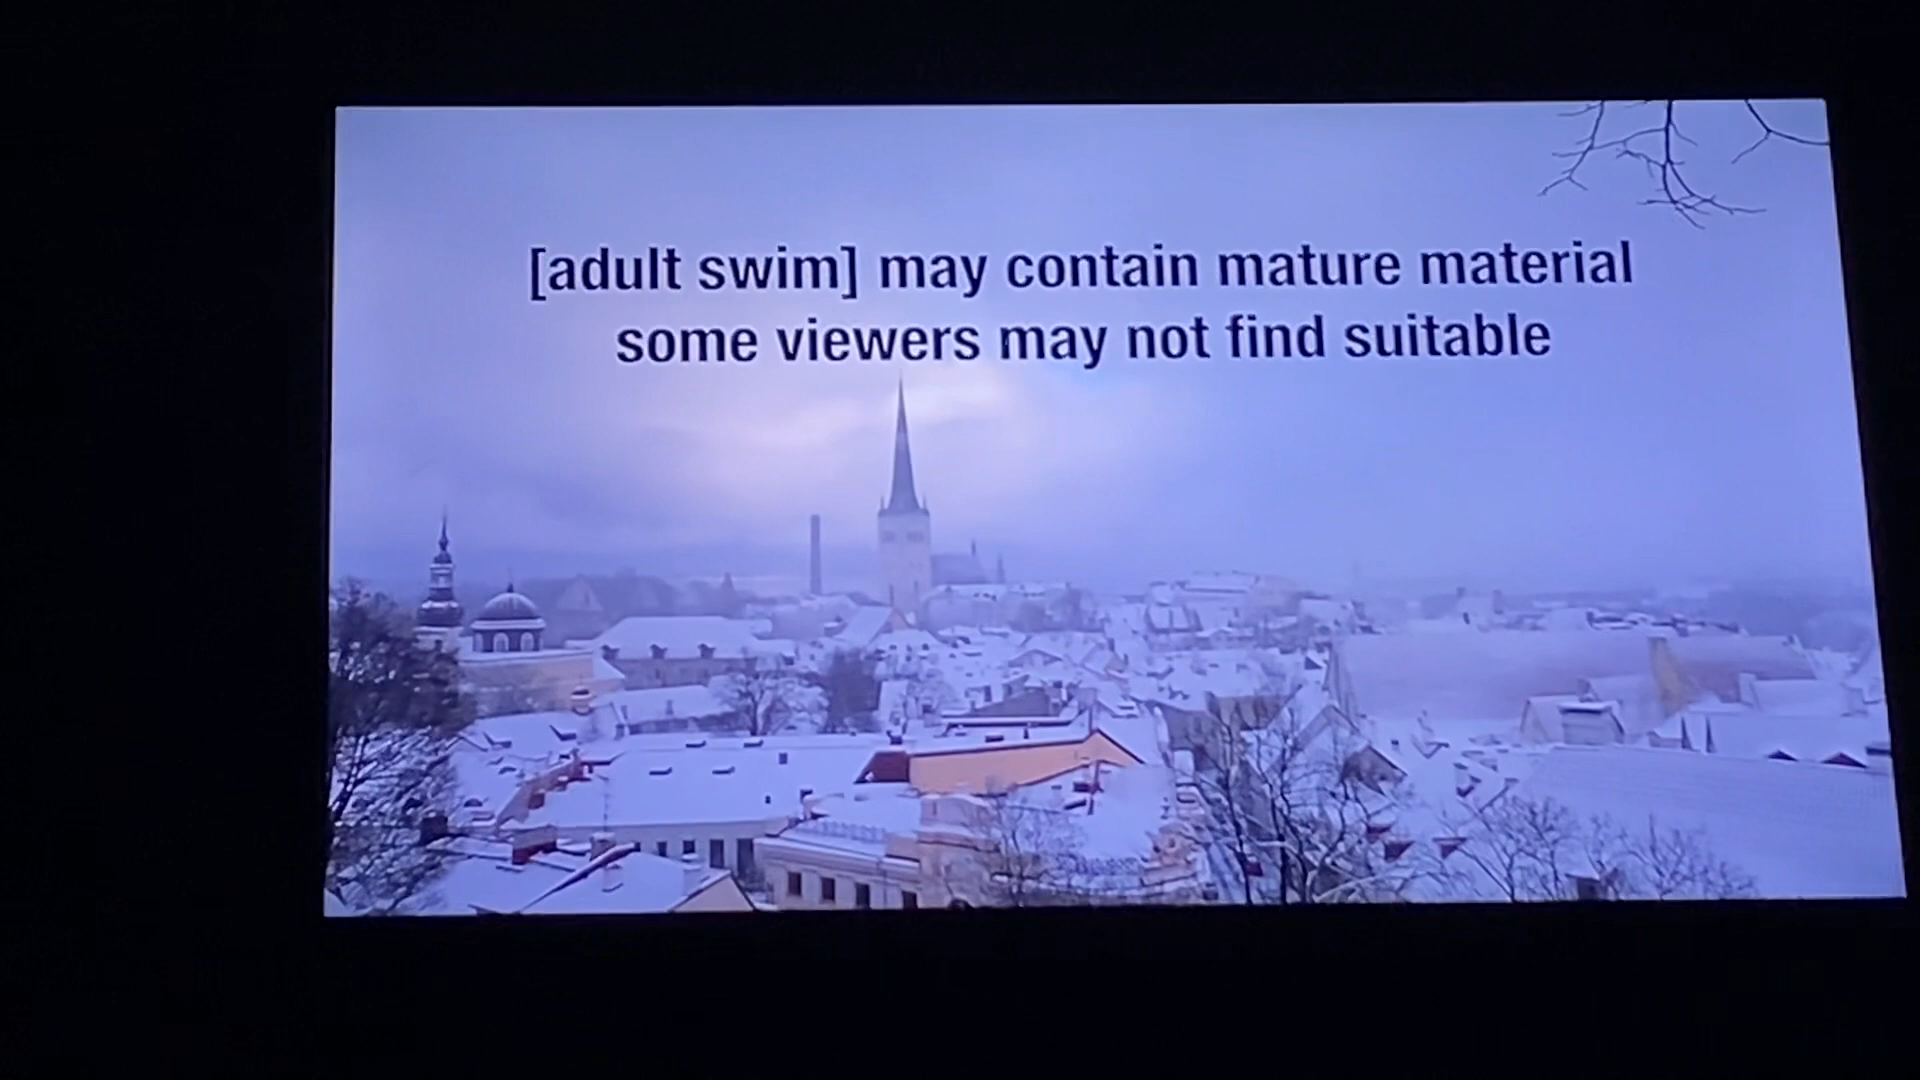 [adult swim] may contain mature material
some viewers may not find suitable